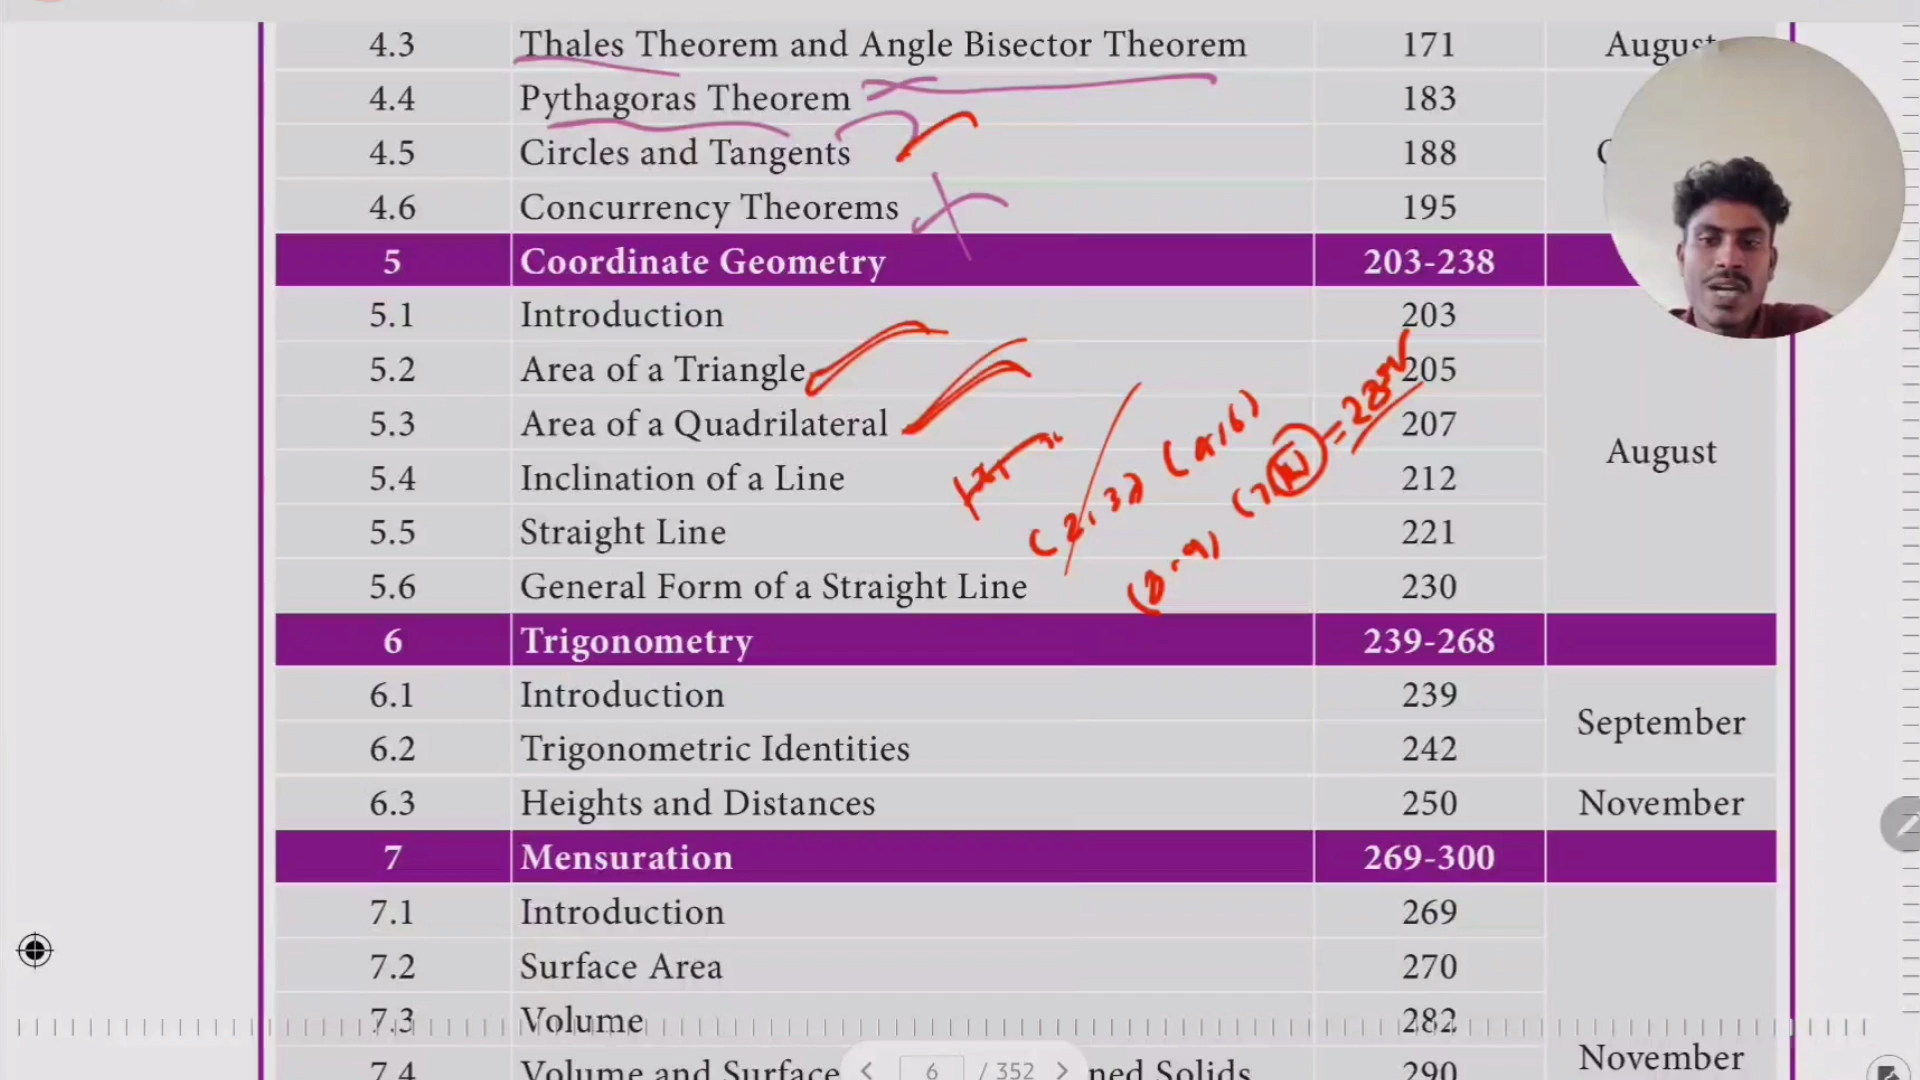 4.3 Thales Theorem and Angle Bisector Theorem 171 August
4.4 Pythagoras Theorem 183
4.5 Circles and Tangents 188
4.6 Concurrency Theorems 195
5 Coordinate Geometry 203-238
5.1 Introduction 203
5.2 Area of a Triangle 205
5.3 Area of a Quadrilateral 207
August
5.4 Inclination of a Line 212
5.5 Straight Line 221
5.6 General Form of a Straight Line 230
(2,3)
6 Trigonometry 239-268
6.1 Introduction 239
September
6.2 Trigonometric Identities 242
6.3 Heights and Distances 250 November
7 Mensuration 269-300
7.1 Introduction 269
7.2 Surface Area 270
7.3 Volume 282
November
7.4 Volume and Surface ned Solids 290
6 / 352